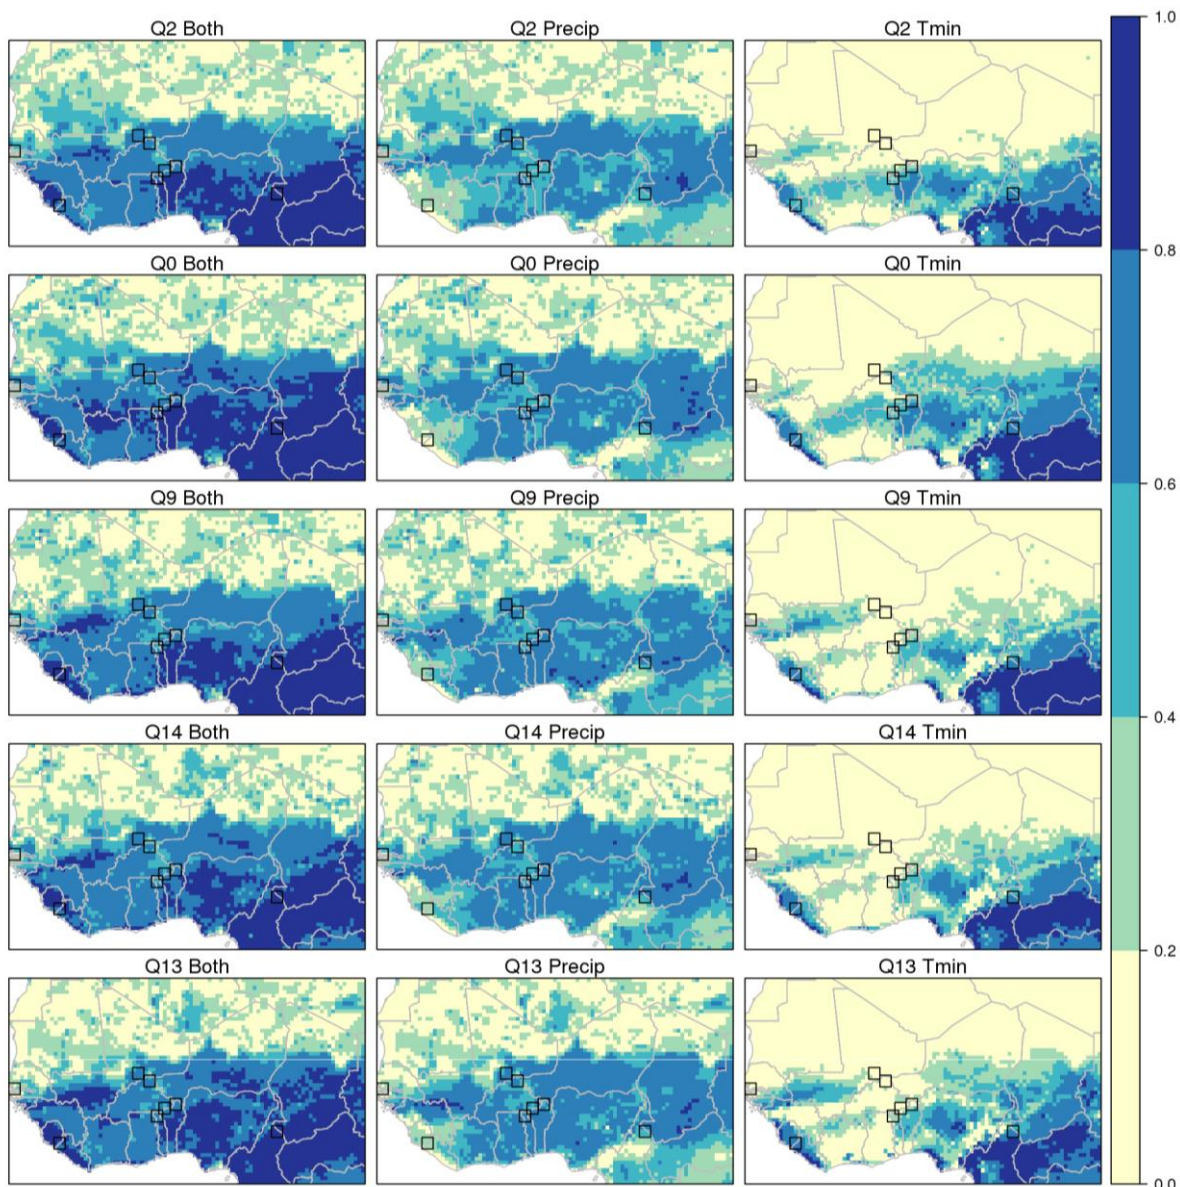 Q2 Both
Q2 Precip
Q2 Tmin
1.0
Q0 Both
Q0 Precip
Q0 Tmin
0.8
Q9 Both
Q9 Precip
Q9 Tmin
0.6
Q14 Both
Q14 Precip
Q14 Tmin
0.4
Q13 Both
Q13 Precip
Q13 Tmin
0.2
0.0